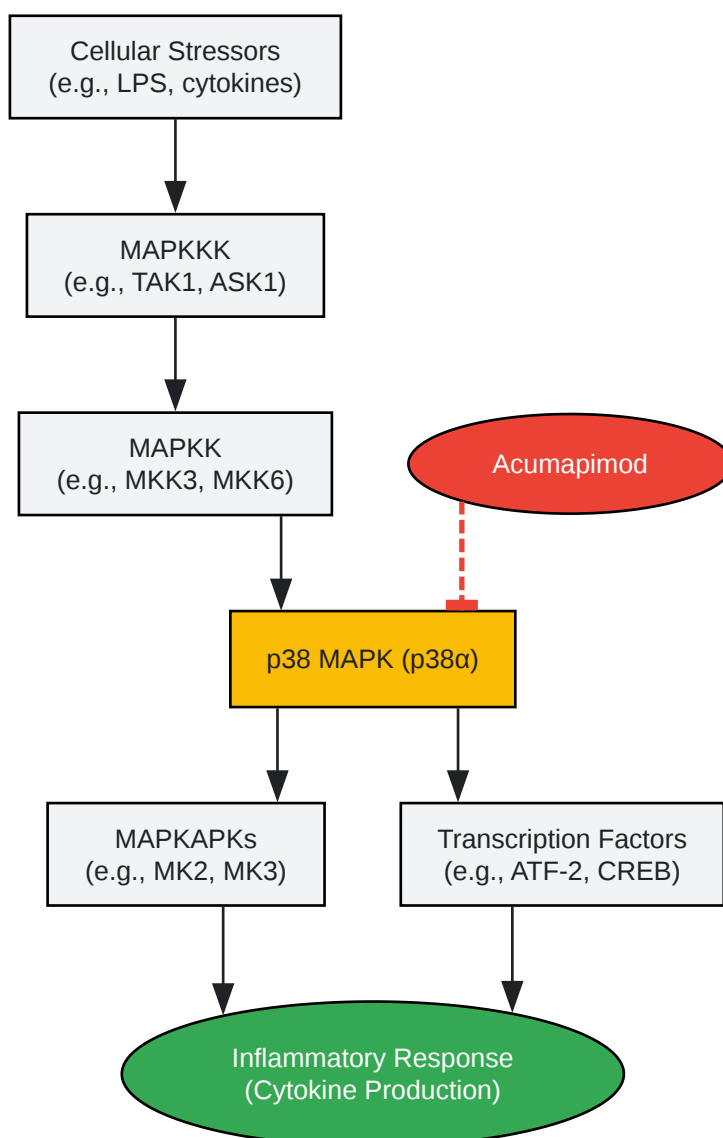 Cellular Stressors
(e.g., LPS, cytokines)
MAPKKK
(e.g., TAK1, ASK1)
MAPKK
(e.g., MKK3, MKK6)
Acumapimod
p38 MAPK (p38α)
MAPKAPKs
(e.g., MK2, MK3)
Transcription Factors
(e.g., ATF-2, CREB)
Inflammatory Response
(Cytokine Production)